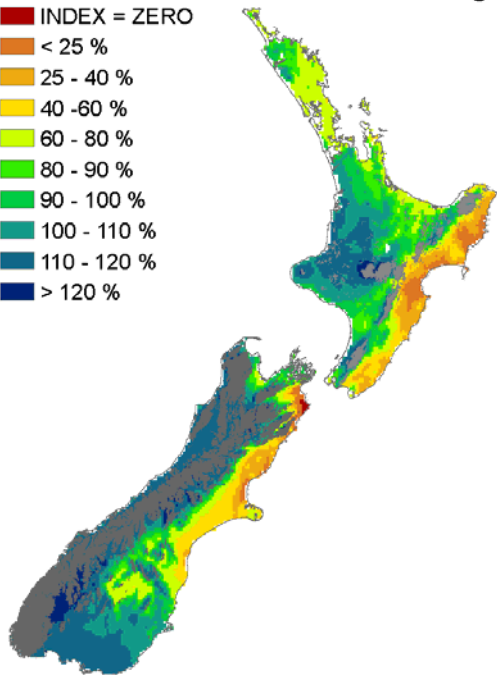 INDEX = ZERO
< 25 %
25 - 40 %
40 -60 %
60 - 80 %
80 - 90 %
90 - 100 %
100 - 110 %
110 - 120 %
> 120 %